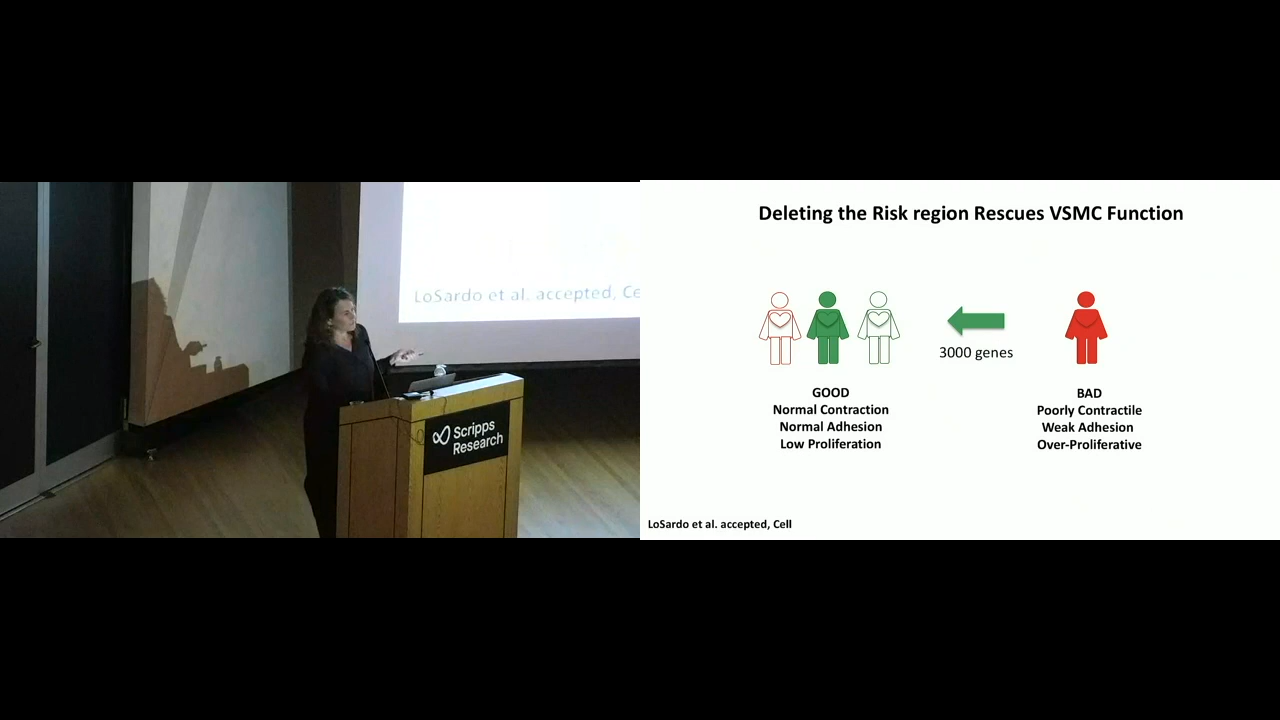 LoSardo et al. accepted, Ce
Scripps
Research
Deleting the Risk region Rescues VSMC Function
3000 genes
GOOD
Normal Contraction
Normal Adhesion
Low Proliferation
BAD
Poorly Contractile
Weak Adhesion
Over-Proliferative
LoSardo et al. accepted, Cell